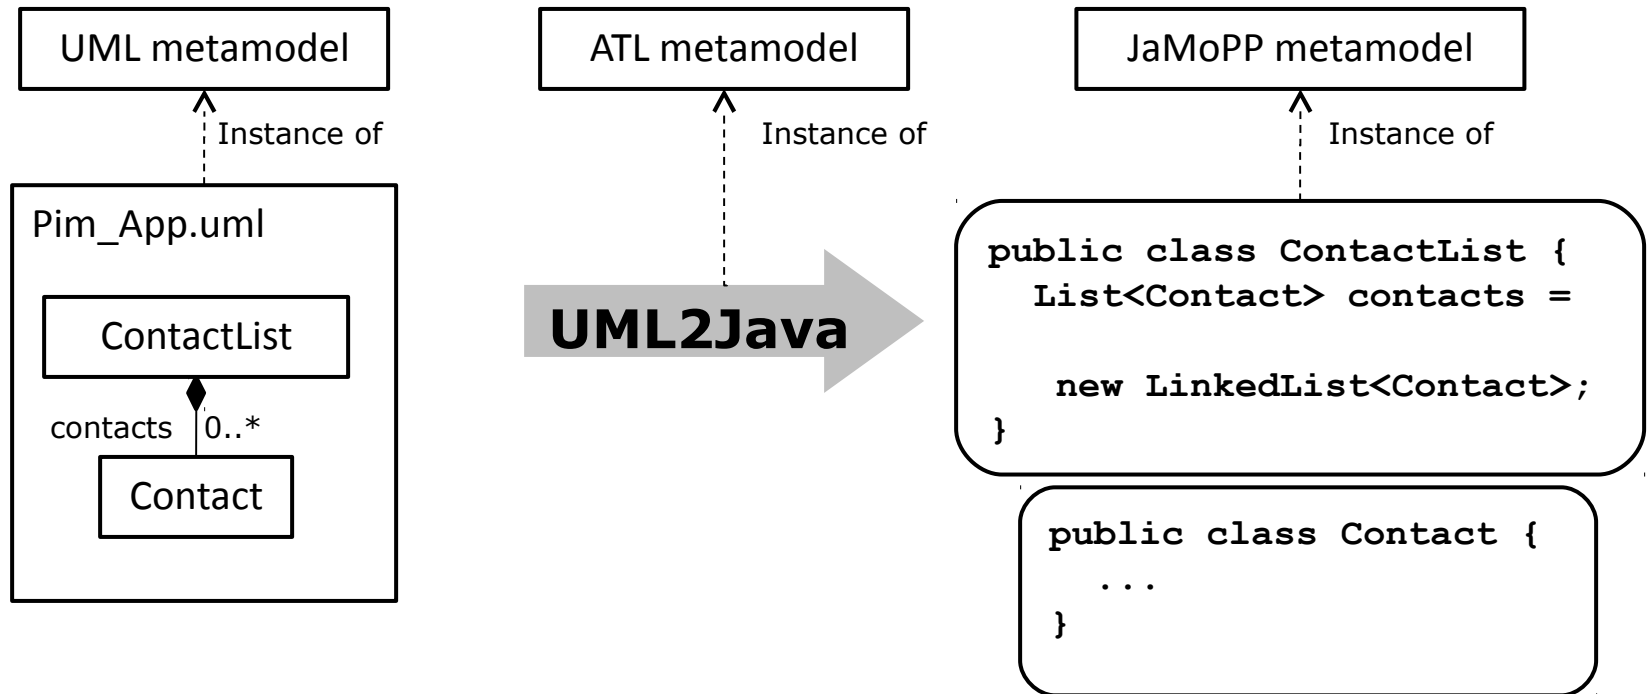 UML metamodel
ATL metamodel
JaMoPP metamodel
Instance of
Instance of
Instance of
Pim_App.uml
ContactList
contacts 0..*
Contact
UML2Java
public class ContactList {
List<Contact> contacts =
new LinkedList<Contact>;
}
public class Contact {
...
}